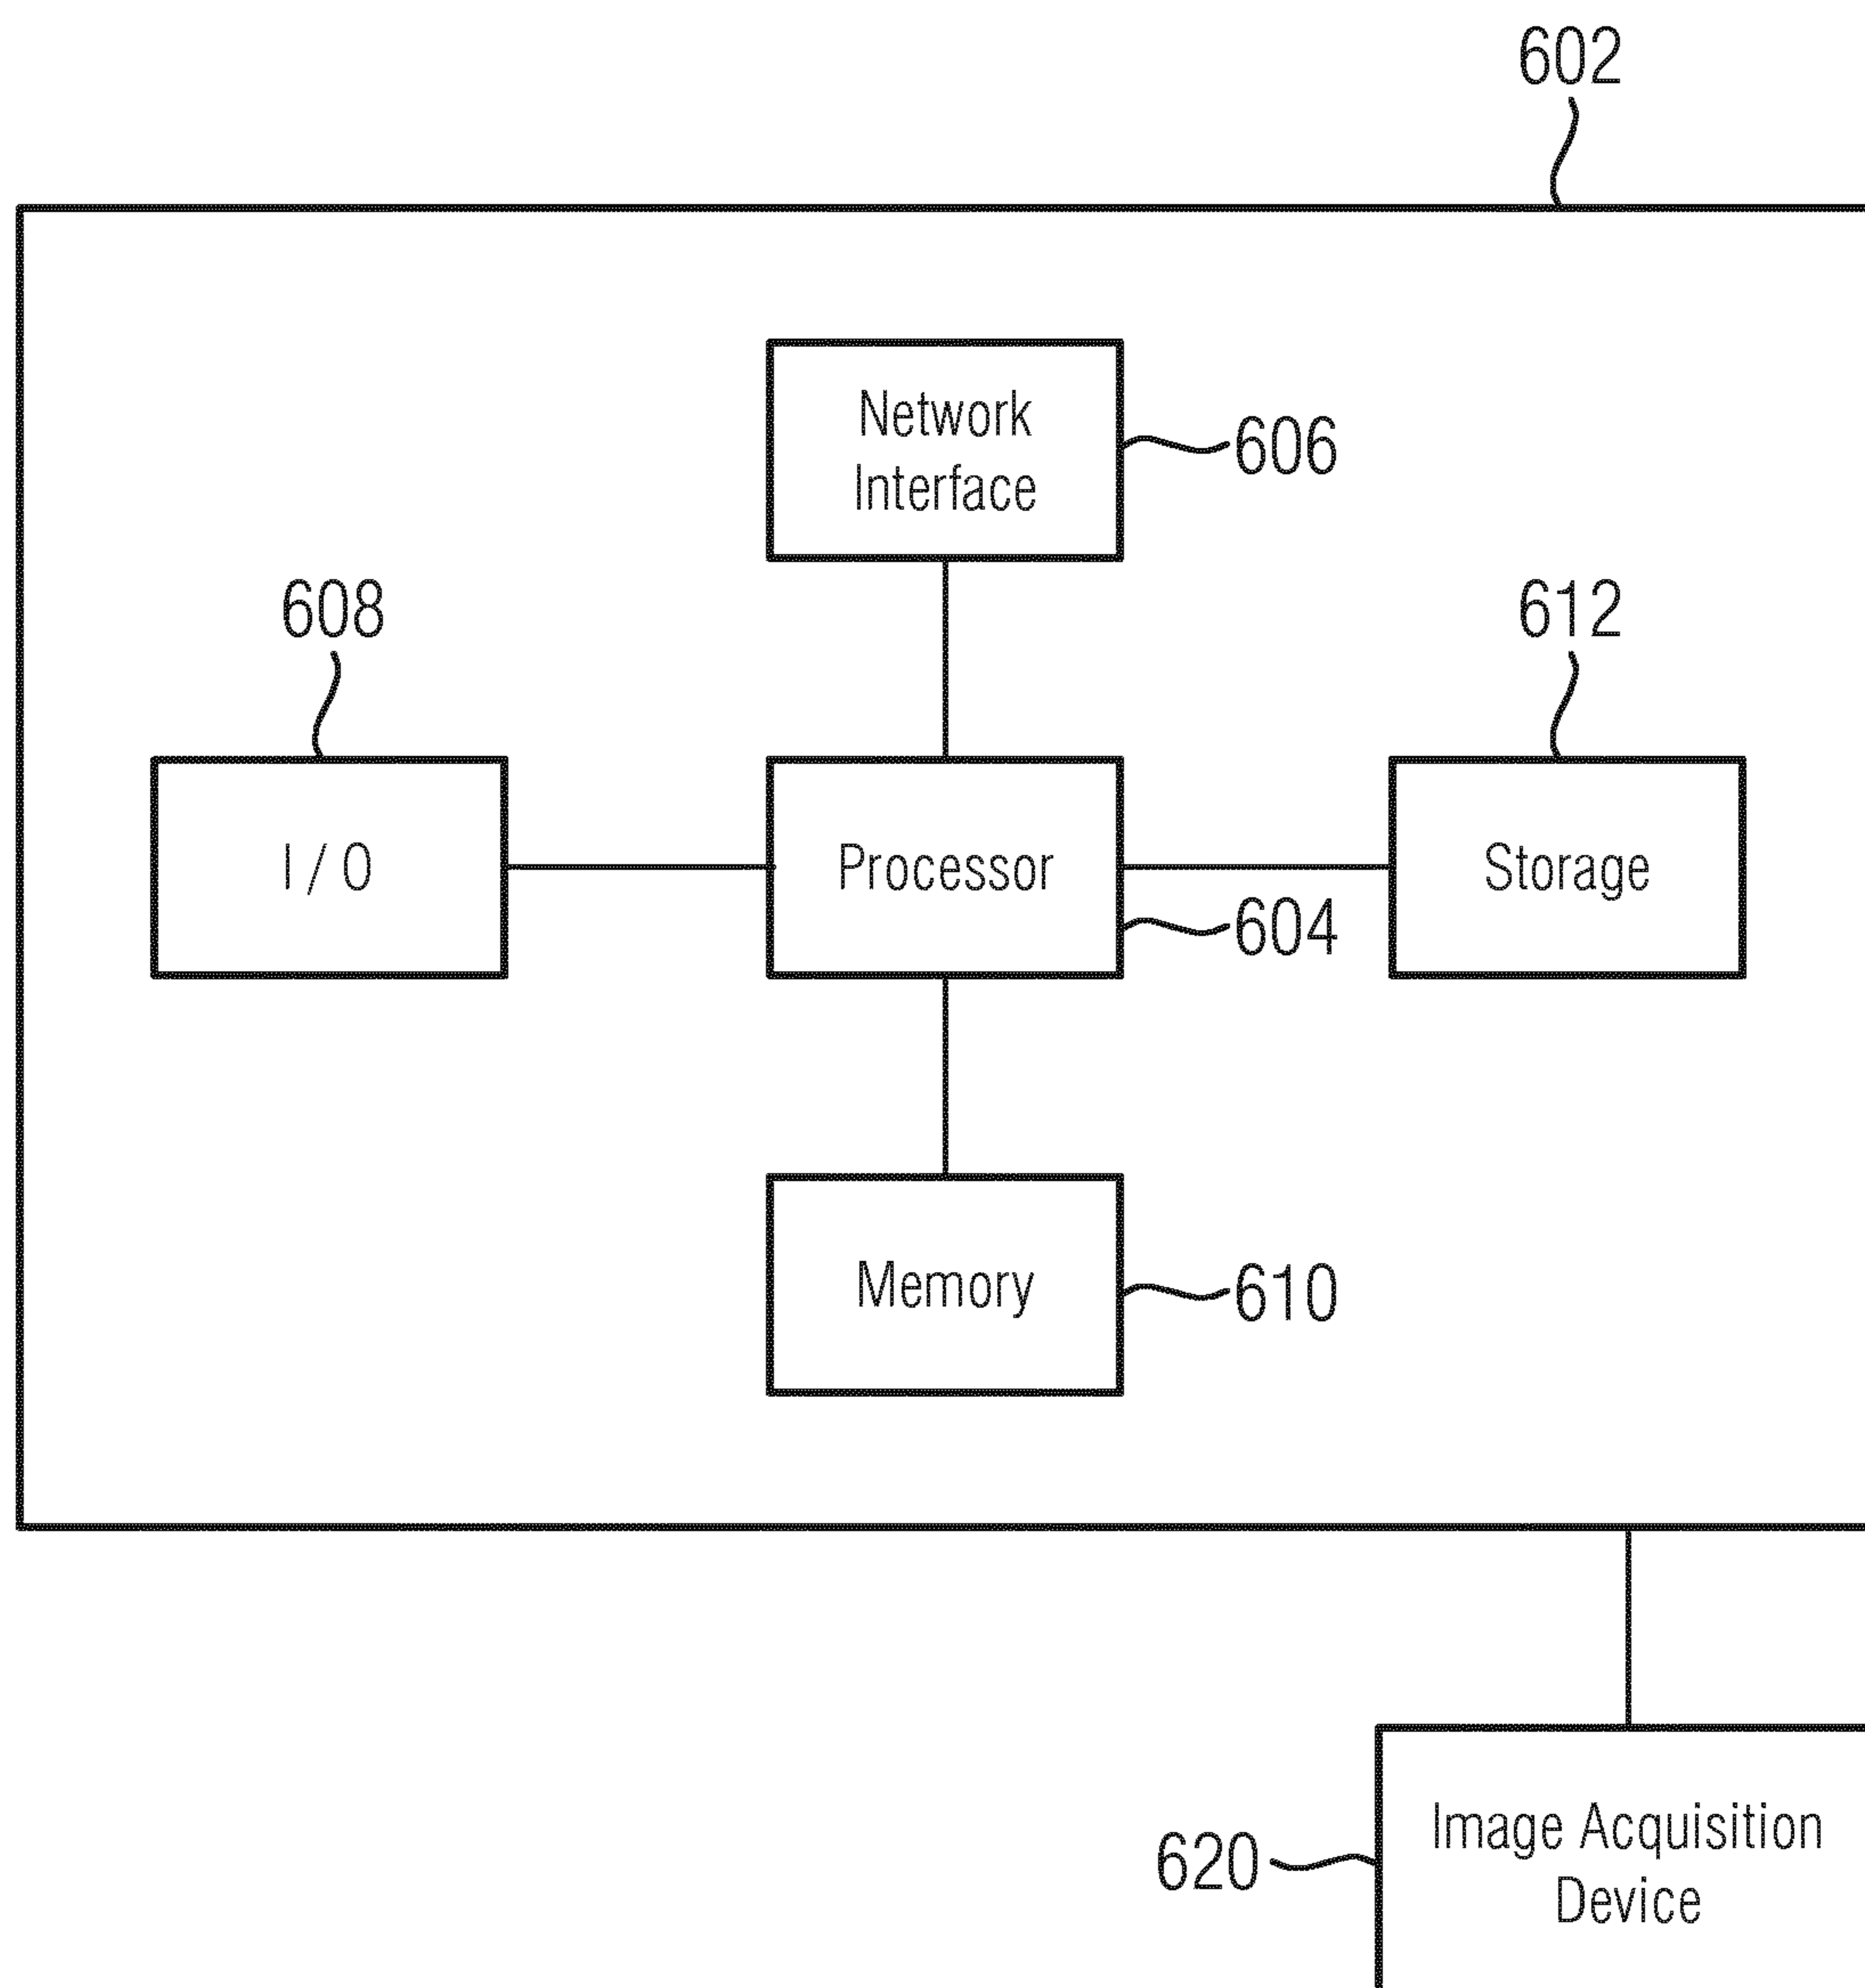 602
Network
Interface
606
608
612
I / O
Processor
Storage
604
Memory
610
Image Acquisition
Device
620